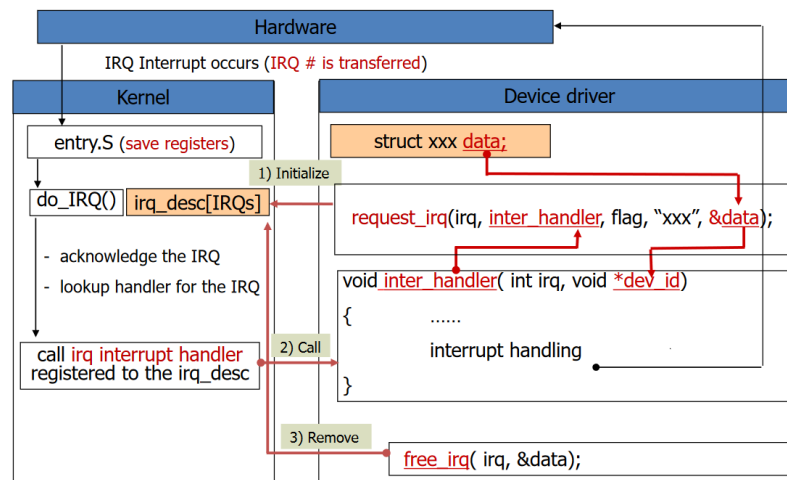 Hardware
IRQ Interrupt occurs (IRQ # is transferred)
Kernel
Device driver
entry.S (save registers)
struct xxx data;
1) Initialize
do_IRQ()
irq_desc[IRQs]
request_irq(irq, inter_handler, flag, “xxx”, &data);
- acknowledge the IRQ
- lookup handler for the IRQ
void inter_handler( int irq, void *dev_id)
{ ......
interrupt handling
}
2) Call
call irq interrupt handler
registered to the irq_desc
3) Remove
free_irq( irq, &data);